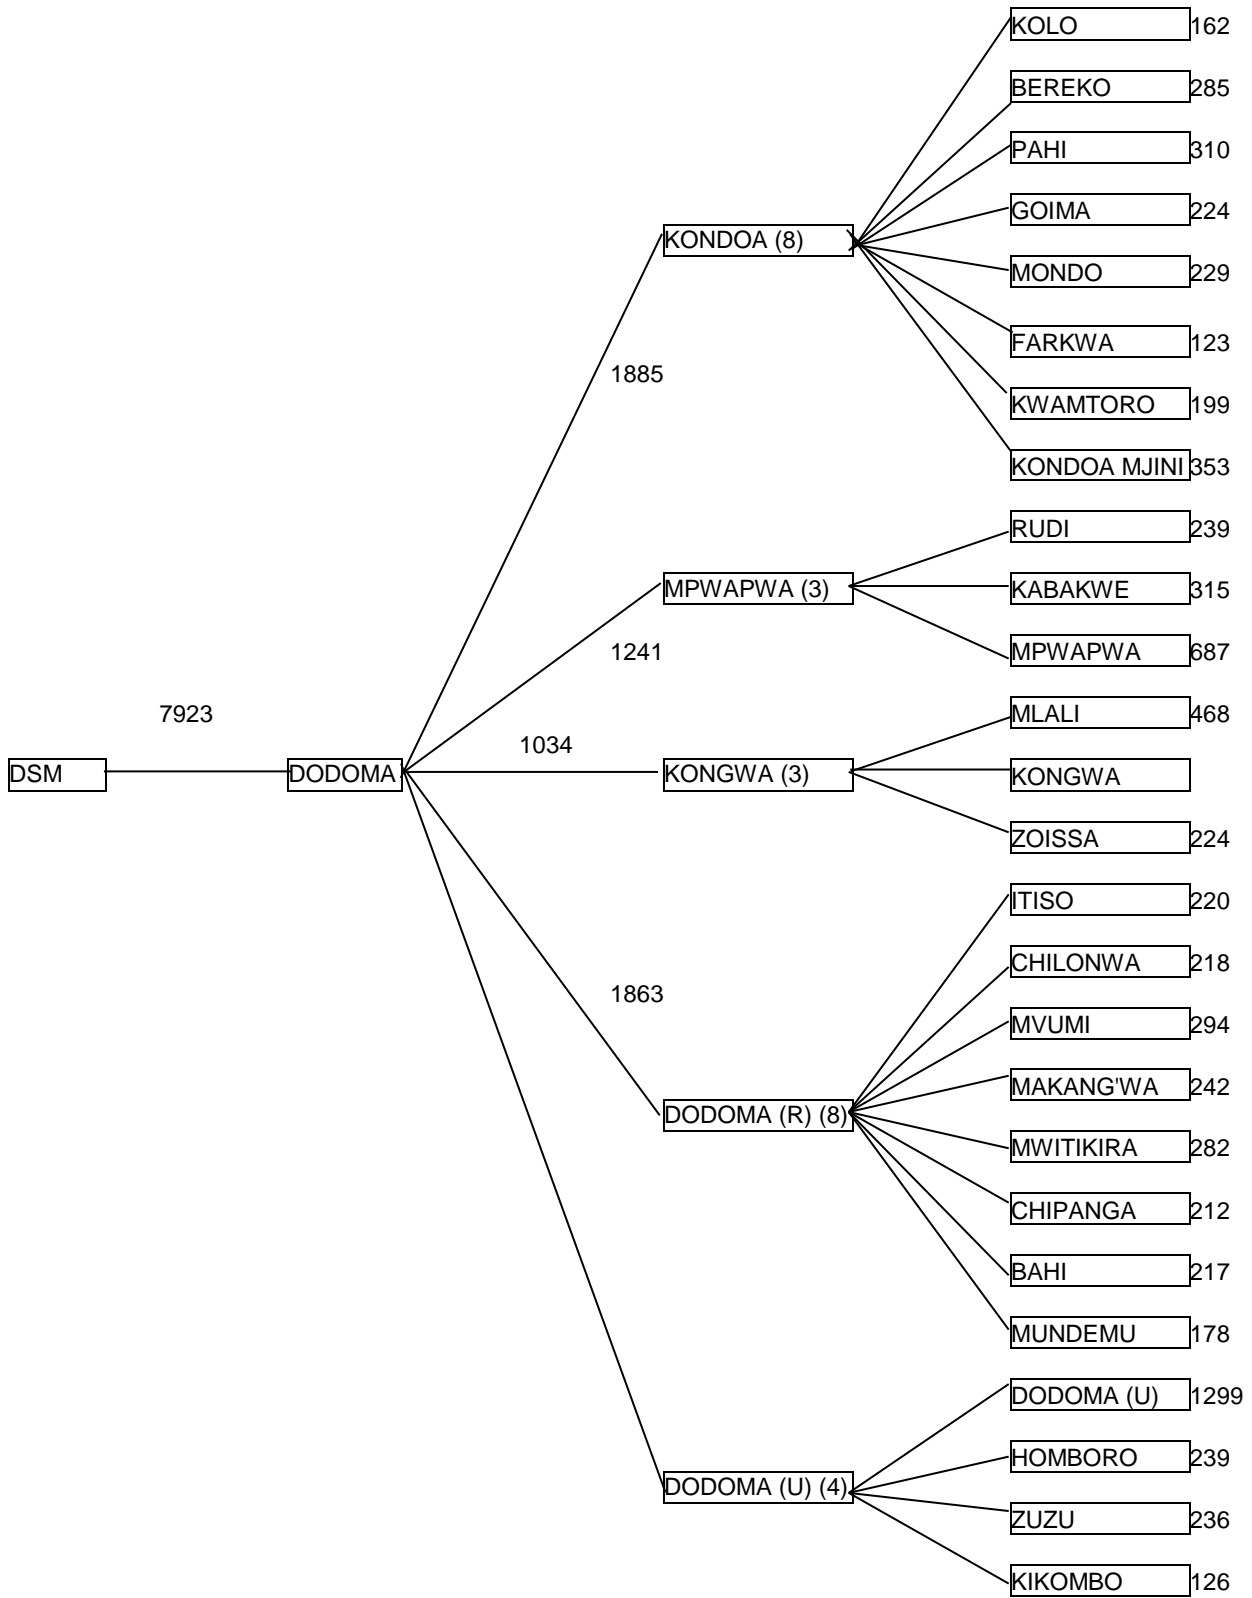 KOLO 162
BEREKO 285
PAHI 310
GOIMA 224
KONDOA (8)
MONDO 229
FARKWA 123
1885
KWAMTORO 199
KONDOA MJINI 353
RUDI 239
MPWAPWA (3)
KABAKWE 315
1241
MPWAPWA 687
7923
MLALI 468
1034
DSM
DODOMA
KONGWA (3)
KONGWA
ZOISSA 224
ITISO 220
CHILONWA 218
1863
MVUMI 294
MAKANG'WA 242
DODOMA (R) (8)
MWITIKIRA 282
CHIPANGA 212
BAHI 217
MUNDEMU 178
DODOMA (U) 1299
HOMBORO 239
DODOMA (U) (4)
ZUZU 236
KIKOMBO 126